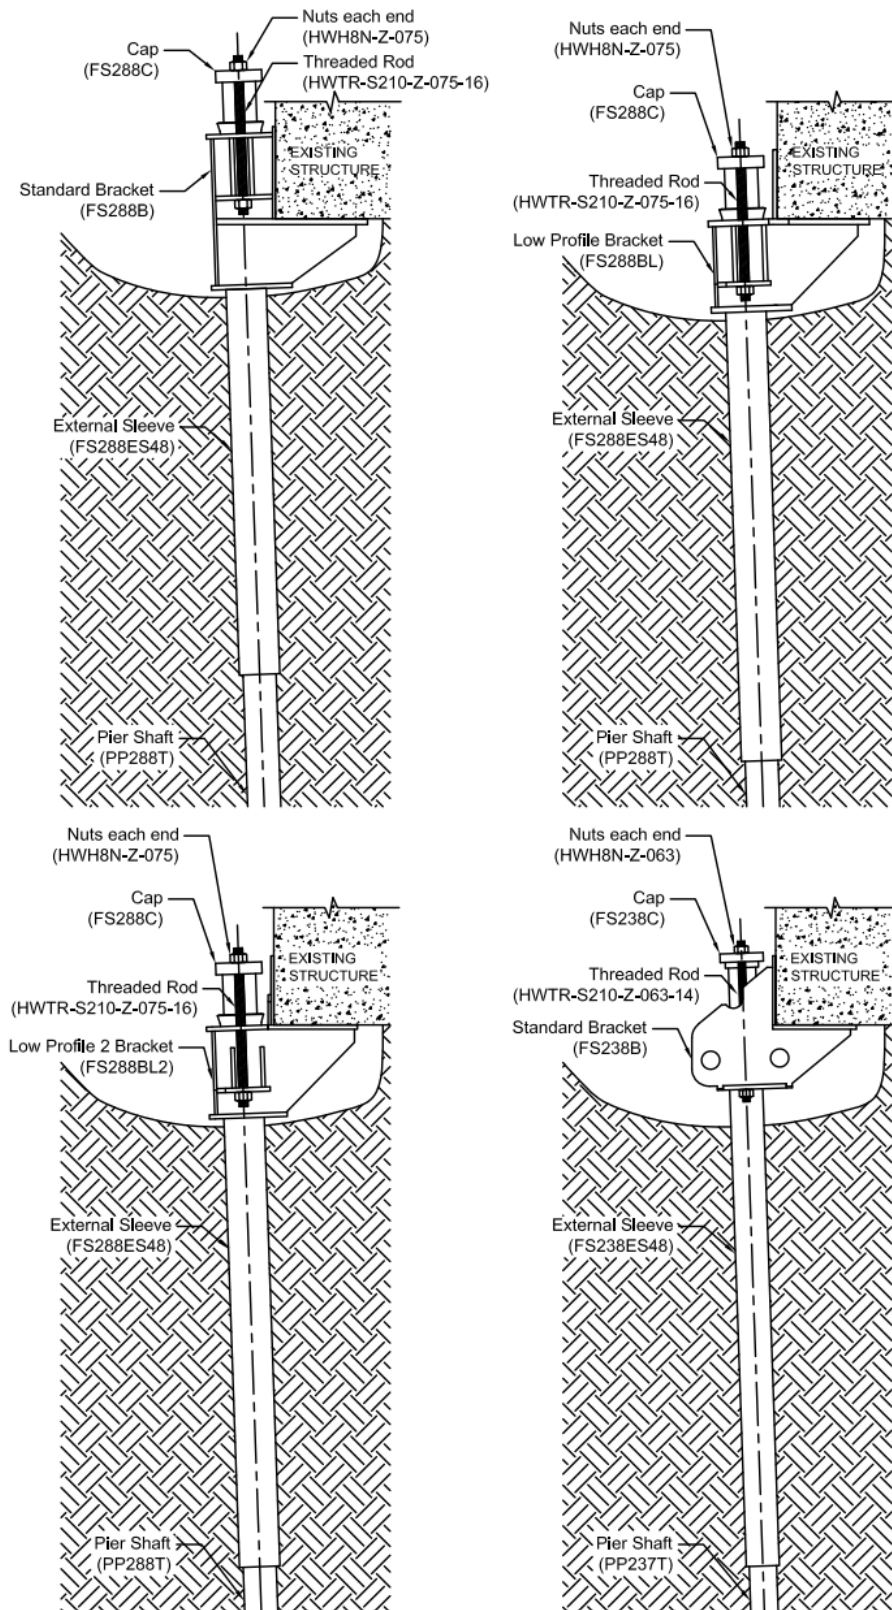 Nuts each end
(HWH8N-Z-075)
Cap
(FS288C)
Threaded Rod
(HWTR-S210-Z-075-16)
EXISTING
STRUCTURE
Standard Bracket
(FS288B)
External Sleeve
(FS288ES48)
Pier Shaft
(PP288T)
Nuts each end
(HWH8N-Z-075)
Cap
(FS288C)
EXISTING
STRUCTURE
Threaded Rod
(HWTR-S210-Z-075-16)
Low Profile Bracket
(FS288BL)
External Sleeve
(FS288ES48)
Pier Shaft
(PP288T)
Nuts each end
(HWH8N-Z-075)
Cap
(FS288C)
EXISTING
STRUCTURE
Threaded Rod
(HWTR-S210-Z-075-16)
Low Profile 2 Bracket
(FS288BL2)
External Sleeve
(FS288ES48)
Pier Shaft
(PP288T)
Nuts each end
(HWH8N-Z-063)
Cap
(FS238C)
EXISTING
STRUCTURE
Threaded Rod
(HWTR-S210-Z-063-14)
Standard Bracket
(FS238B)
External Sleeve
(FS238ES48)
Pier Shaft
(PP237T)